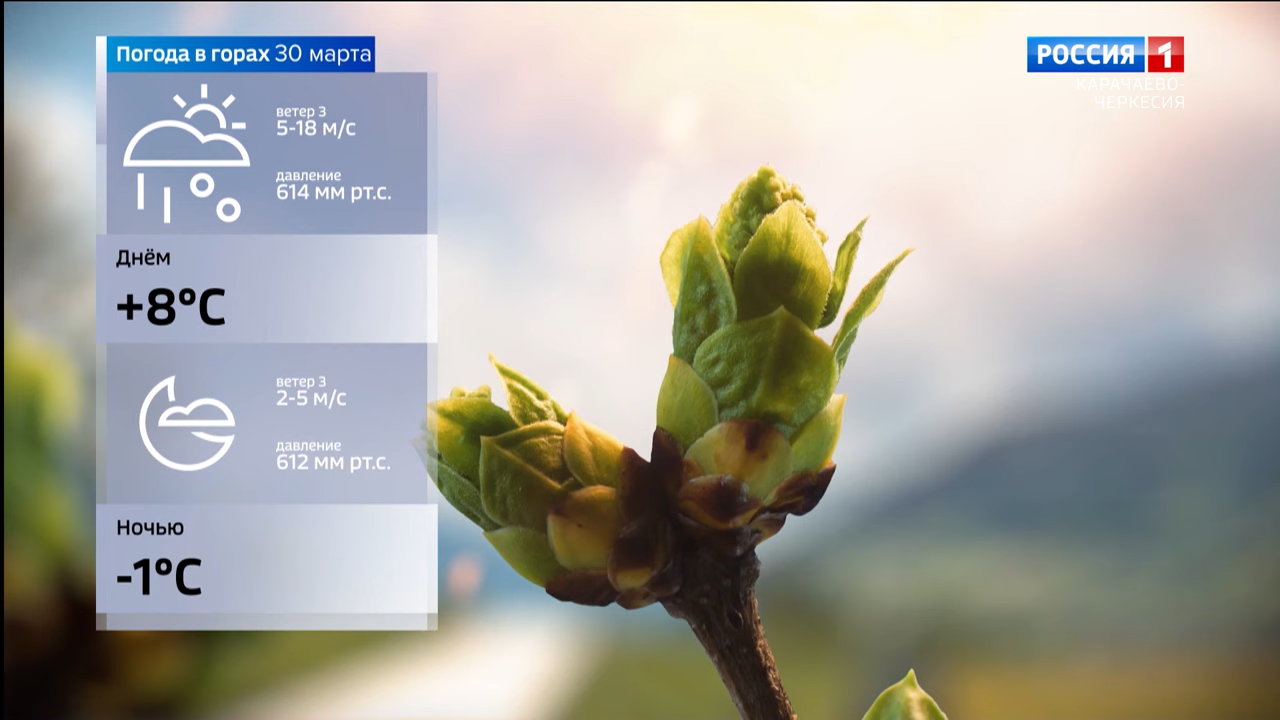 Погода в горах 30 марта
ветер З
5-18 м/с
давление
614 мм рт.с.
Днём
+8°C
ветер З
2-5 м/с
давление
612 мм рт.с.
Ночью
-1°C
РОССИЯ 1
КАРАЧАЕВО-
ЧЕРКЕСИЯ